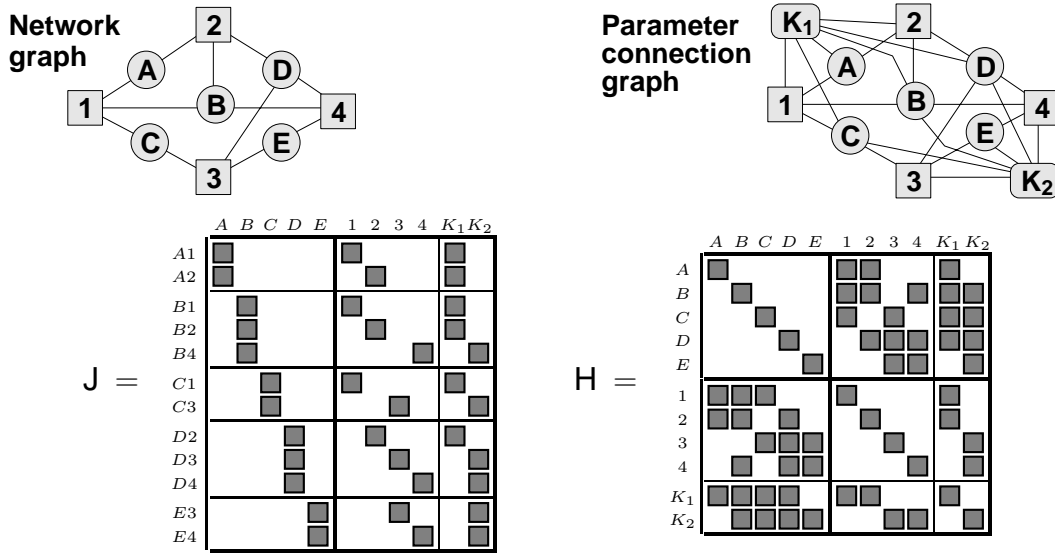 Network
graph
2
A
D
1
B
4
C
E
3
Parameter
connection
graph
K1
2
A
D
1
B
4
C
E
3
K2
J =
A B C D E 1 2 3 4 K1 K2
A1
A2
B1
B2
B4
C1
C3
D2
D3
D4
E3
E4
H =
A B C D E 1 2 3 4 K1 K2
A
B
C
D
E
1
2
3
4
K1
K2